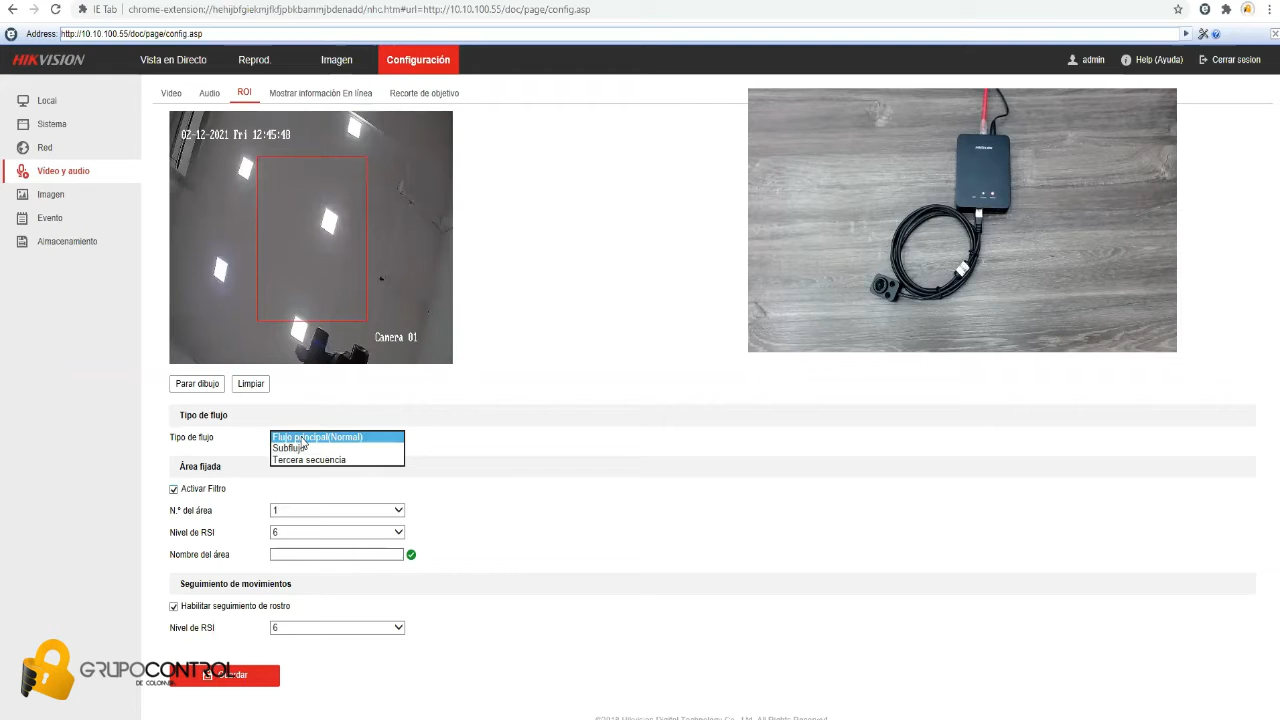 IE Tab | chrome-extension://hehijbfgiekmjfkfjpbkbammjbdenadd/nhc.htm#url=http://10.10.100.55/doc/page/config.asp
Address: http://10.10.100.55/doc/page/config.asp
HIKVISION Vista en Directo Reprod. Imagen Configuración admin Help (Ayuda) Cerrar sesion
Local
Sistema
Red
Vídeo y audio
Imagen
Evento
Almacenamiento
Video Audio ROI Mostrar información En línea Recorte de objetivo
02-12-2021 Fri 12:45:48
Camera 01
Parar dibujo Limpiar
Tipo de flujo
Tipo de flujo Flujo principal(Normal)
Subflujo
Tercera secuencia
Área fijada
Activar Filtro
N.º del área 1
Nivel de RSI 6
Nombre del área
Seguimiento de movimientos
Habilitar seguimiento de rostro
Nivel de RSI 6
Guardar
GRUPOCONTROL
DE COLOMBIA